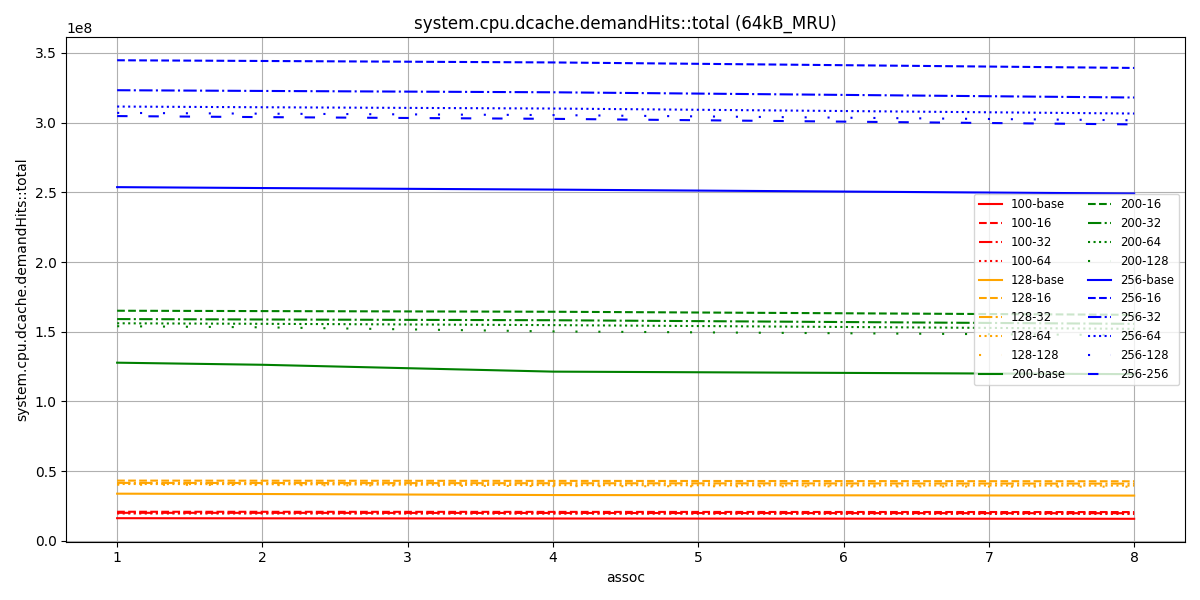 system.cpu.dcache.demandHits::total (64kB_MRU)
1e8
3.5
3.0
2.5
2.0
1.5
1.0
0.5
0.0
system.cpu.dcache.demandHits::total
1 2 3 4 5 6 7 8
assoc
100-base
100-16
100-32
100-64
128-base
128-16
128-32
128-64
128-128
200-base
200-16
200-32
200-64
200-128
256-base
256-16
256-32
256-64
256-128
256-256